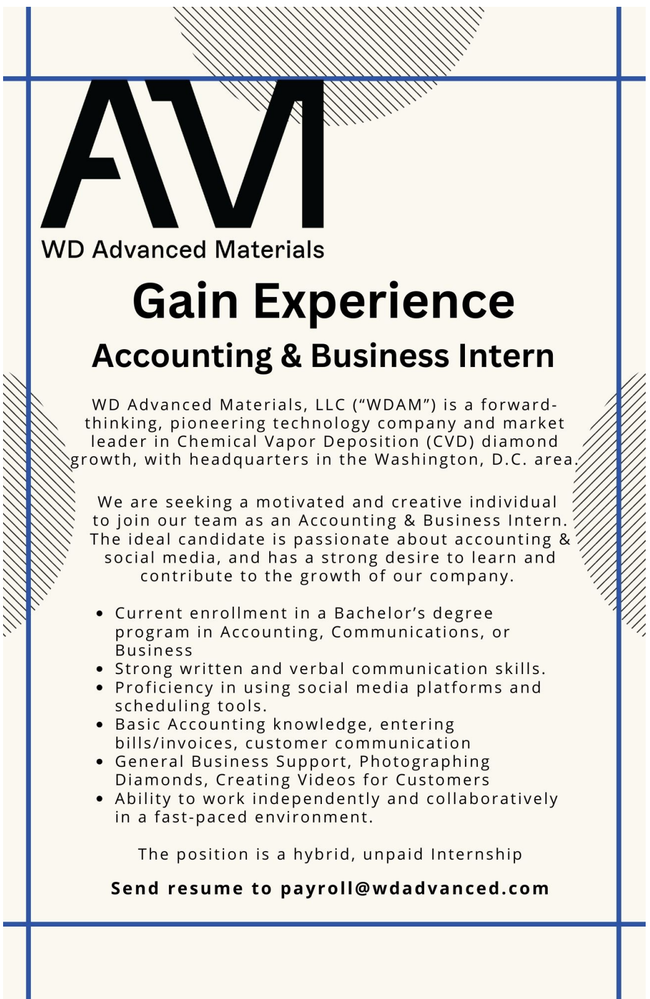 AM
WD Advanced Materials
Gain Experience
Accounting & Business Intern
WD Advanced Materials, LLC (“WDAM”) is a forward-
thinking, pioneering technology company and market
leader in Chemical Vapor Deposition (CVD) diamond
growth, with headquarters in the Washington, D.C. area.
We are seeking a motivated and creative individual
to join our team as an Accounting & Business Intern.
The ideal candidate is passionate about accounting &
social media, and has a strong desire to learn and
contribute to the growth of our company.
• Current enrollment in a Bachelor’s degree
program in Accounting, Communications, or
Business
• Strong written and verbal communication skills.
• Proficiency in using social media platforms and
scheduling tools.
• Basic Accounting knowledge, entering
bills/invoices, customer communication
• General Business Support, Photographing
Diamonds, Creating Videos for Customers
• Ability to work independently and collaboratively
in a fast-paced environment.
The position is a hybrid, unpaid Internship
Send resume to payroll@wdadvanced.com